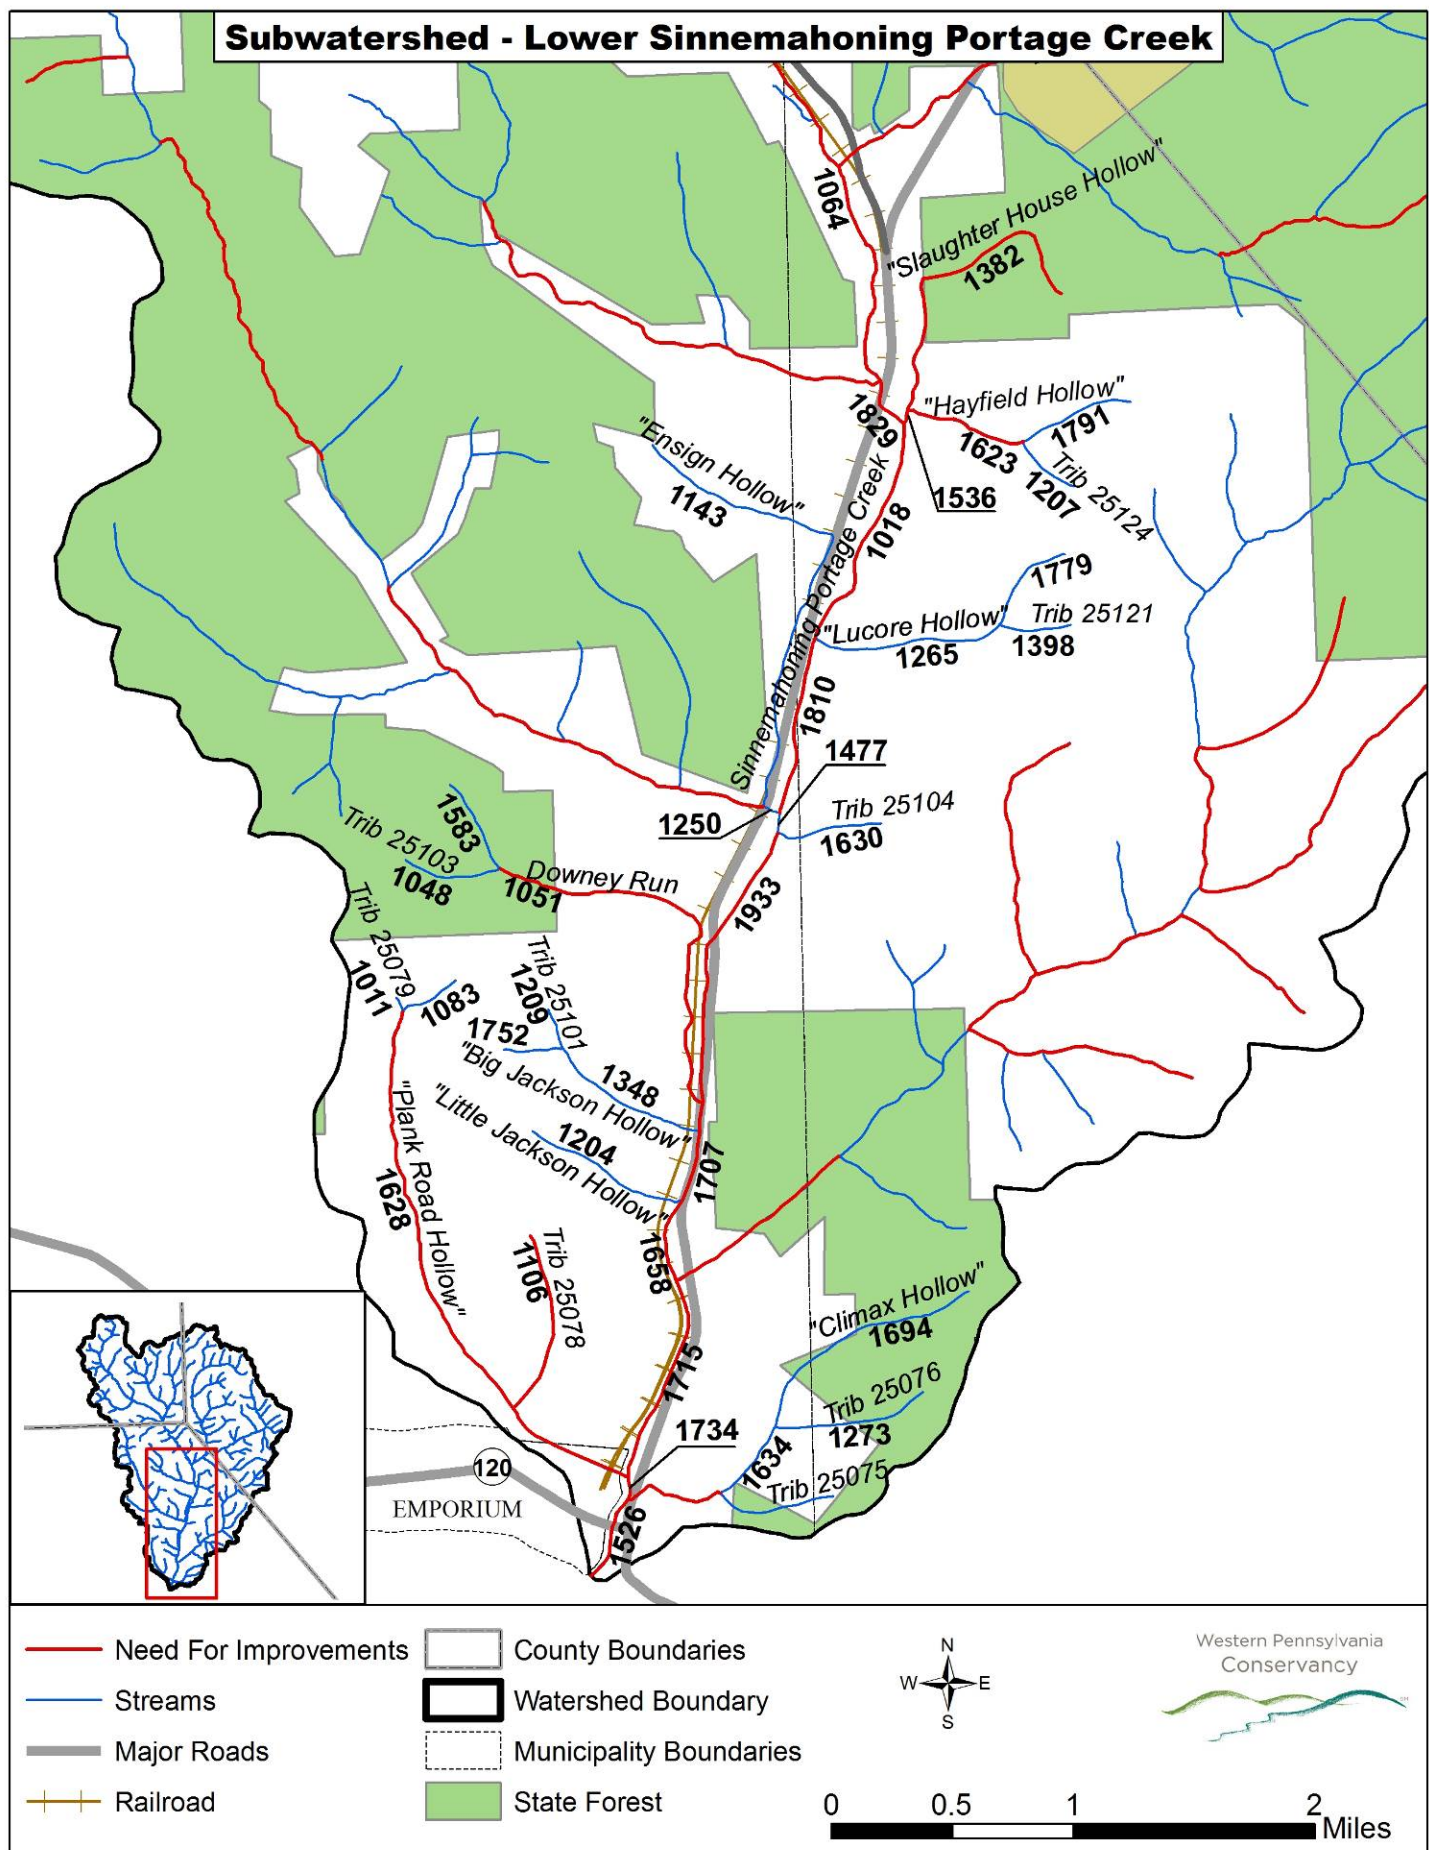 Subwatershed - Lower Sinnemahoning Portage Creek
1064
"Slaughter House Hollow"
1382
"Hayfield Hollow"
1829
1791
1623
"Ensign Hollow"
1143
Trib 25124
1207
1536
1018
Sinnemahoning Portage Creek
1779
"Lucore Hollow"
Trib 25121
1265
1398
1810
1477
Trib 25104
1250
1630
1583
Trib 25103
1048
Downey Run
1051
1933
Trib 25079
1011
1083
Trib 25101
1209
1752
"Big Jackson Hollow"
1348
"Little Jackson Hollow"
1204
1707
"Plank Road Hollow"
1628
Trib 25078
1106
1658
"Climax Hollow"
1694
1715
Trib 25076
1273
1734
1634
Trib 25075
120
EMPORIUM
1526
Need For Improvements
Streams
Major Roads
Railroad
County Boundaries
Watershed Boundary
Municipality Boundaries
State Forest
N
W E
S
Western Pennsylvania
Conservancy
0 0.5 1 2
Miles